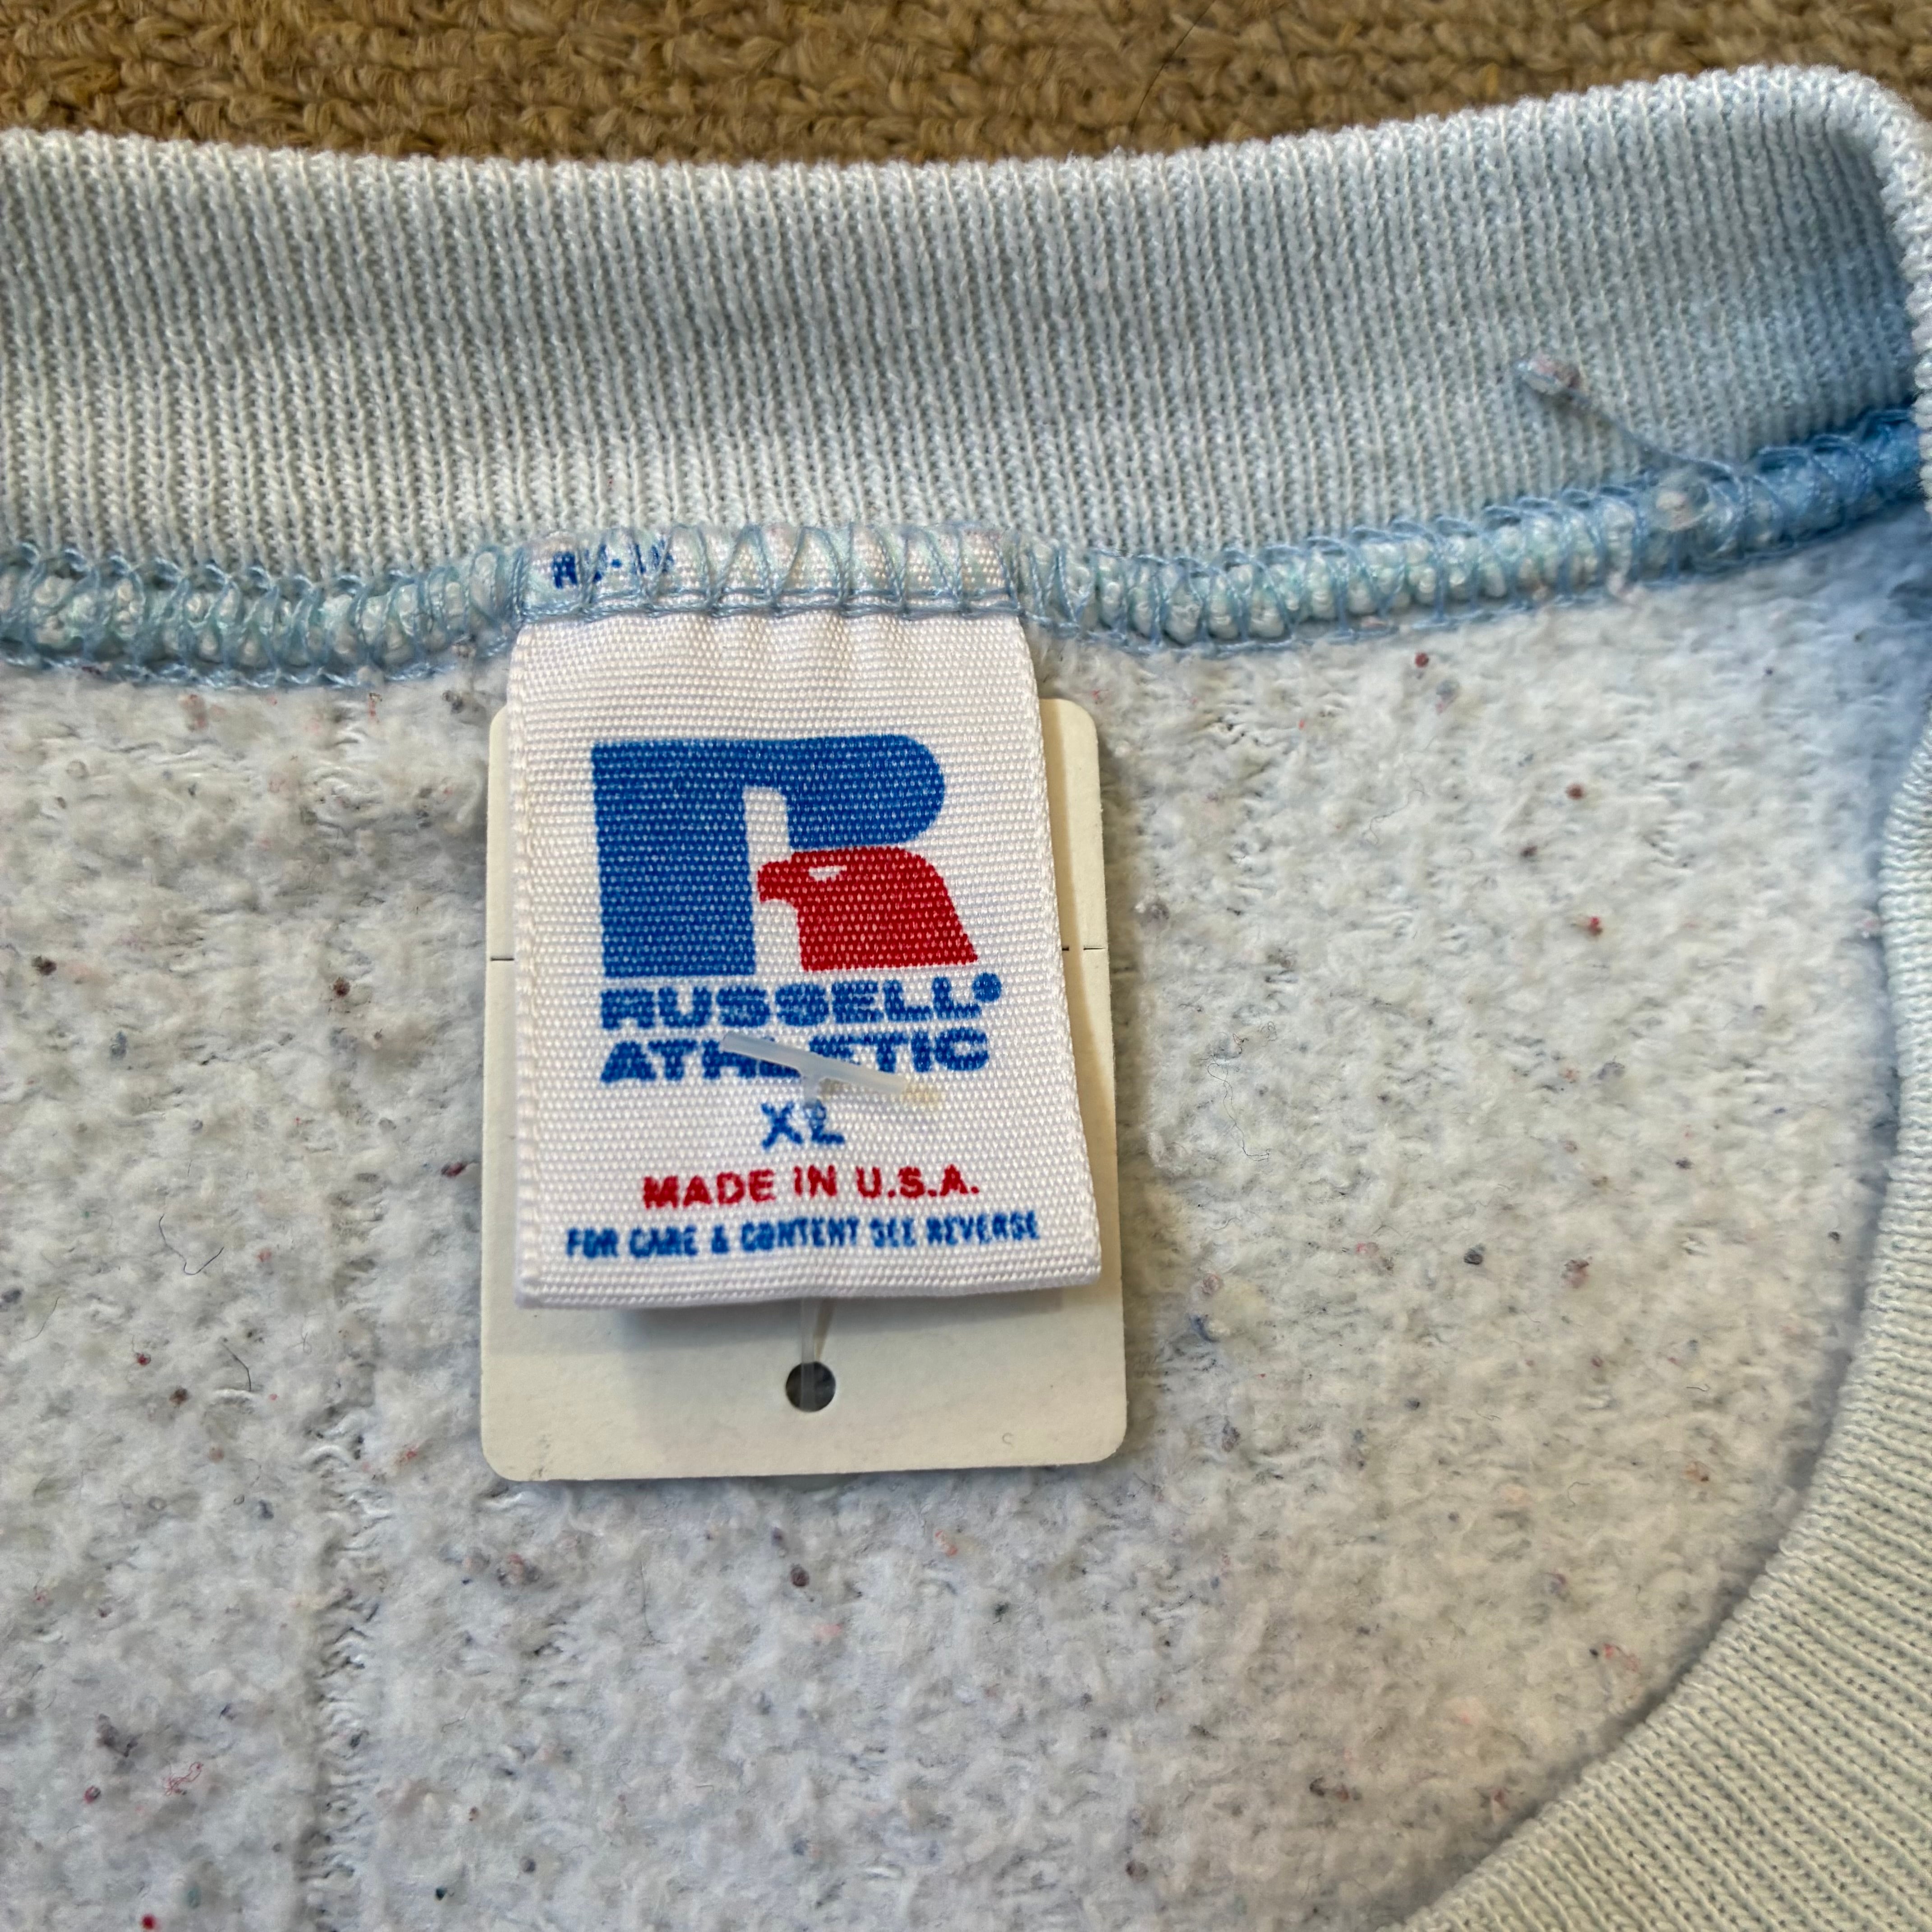 RUSSELL®
ATHLETIC
XL
MADE IN U.S.A.
FOR CARE & CONTENT SEE REVERSE